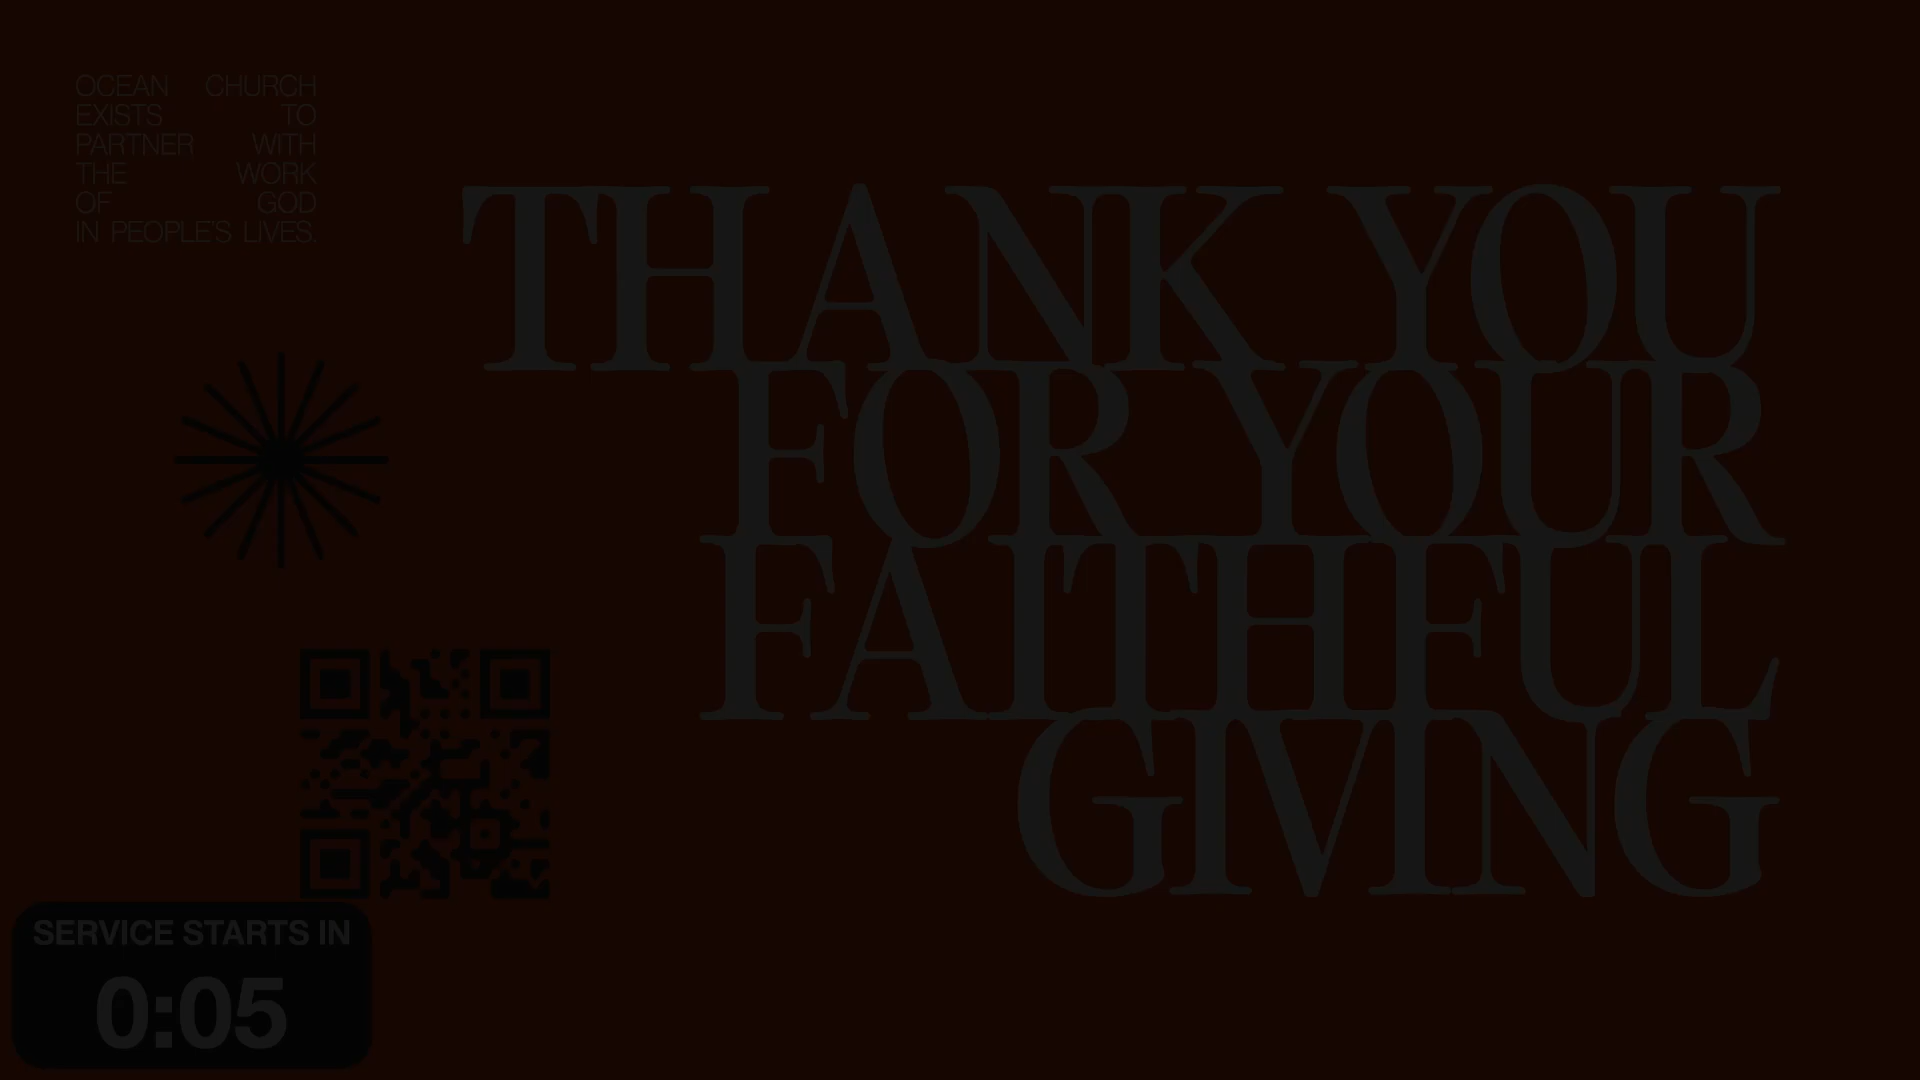 OCEAN CHURCH
EXISTS TO
PARTNER WITH
THE WORK
OF GOD
IN PEOPLE'S LIVES.
THANK YOU
FOR YOUR
FAITHFUL
GIVING
SERVICE STARTS IN
0:05